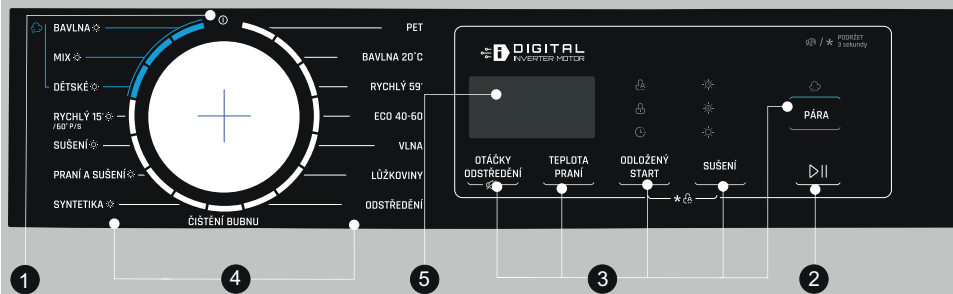 BAVLNA
MIX
DĚTSKÉ
RYCHLÝ 15'
/60' P/S
SUŠENÍ
PRANÍ A SUŠENÍ
SYNTETIKA
ČIŠTĚNÍ BUBNU
PET
BAVLNA 20°C
RYCHLÝ 59'
ECO 40-60
VLNA
LŮŽKOVINY
ODSTŘEDĚNÍ
DIGITAL
INVERTER MOTOR
/ * PODRŽET
3 sekundy
PÁRA
OTÁČKY
ODSTŘEDĚNÍ
TEPLOTA
PRANÍ
ODLOŽENÝ
START
SUŠENÍ
*
1
4
5
3
2